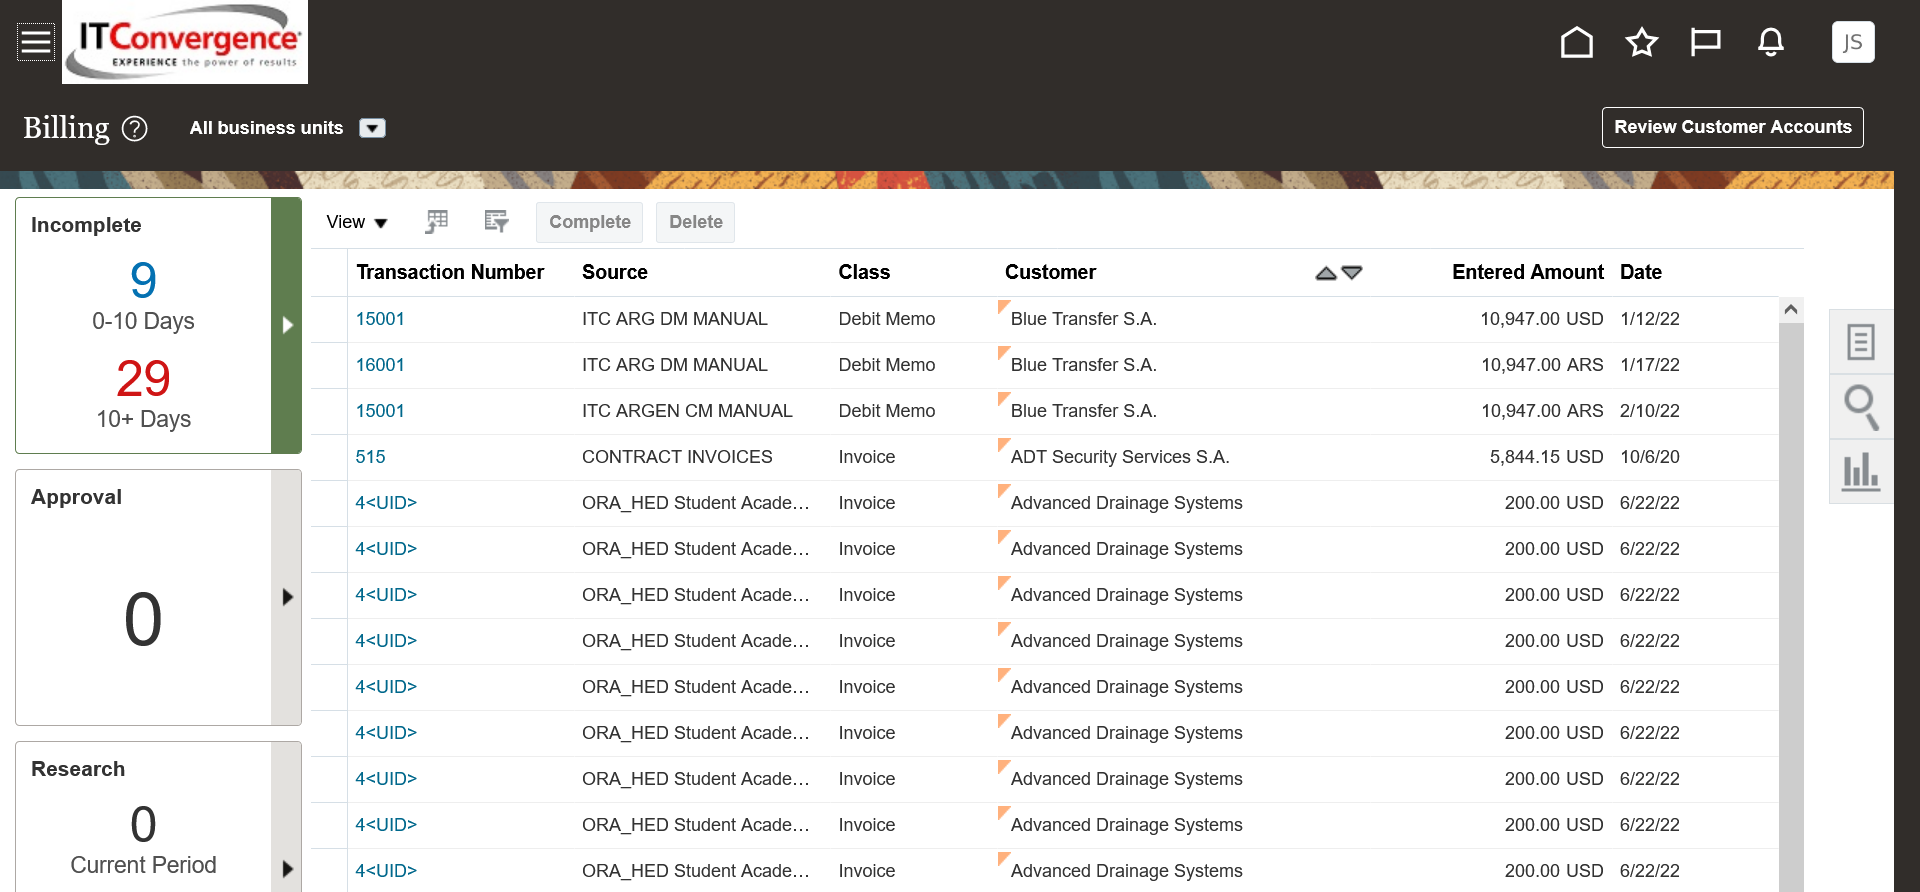 ITConvergence
EXPERIENCE the power of results
JS
Billing ? All business units
Review Customer Accounts
Incomplete
9
0-10 Days
29
10+ Days
Approval
0
Research
0
Current Period
View Complete Delete
Transaction Number Source Class Customer Entered Amount Date
15001 ITC ARG DM MANUAL Debit Memo Blue Transfer S.A. 10,947.00 USD 1/12/22
16001 ITC ARG DM MANUAL Debit Memo Blue Transfer S.A. 10,947.00 ARS 1/17/22
15001 ITC ARGEN CM MANUAL Debit Memo Blue Transfer S.A. 10,947.00 ARS 2/10/22
515 CONTRACT INVOICES Invoice ADT Security Services S.A. 5,844.15 USD 10/6/20
4<UID> ORA_HED Student Acade... Invoice Advanced Drainage Systems 200.00 USD 6/22/22
4<UID> ORA_HED Student Acade... Invoice Advanced Drainage Systems 200.00 USD 6/22/22
4<UID> ORA_HED Student Acade... Invoice Advanced Drainage Systems 200.00 USD 6/22/22
4<UID> ORA_HED Student Acade... Invoice Advanced Drainage Systems 200.00 USD 6/22/22
4<UID> ORA_HED Student Acade... Invoice Advanced Drainage Systems 200.00 USD 6/22/22
4<UID> ORA_HED Student Acade... Invoice Advanced Drainage Systems 200.00 USD 6/22/22
4<UID> ORA_HED Student Acade... Invoice Advanced Drainage Systems 200.00 USD 6/22/22
4<UID> ORA_HED Student Acade... Invoice Advanced Drainage Systems 200.00 USD 6/22/22
4<UID> ORA_HED Student Acade... Invoice Advanced Drainage Systems 200.00 USD 6/22/22